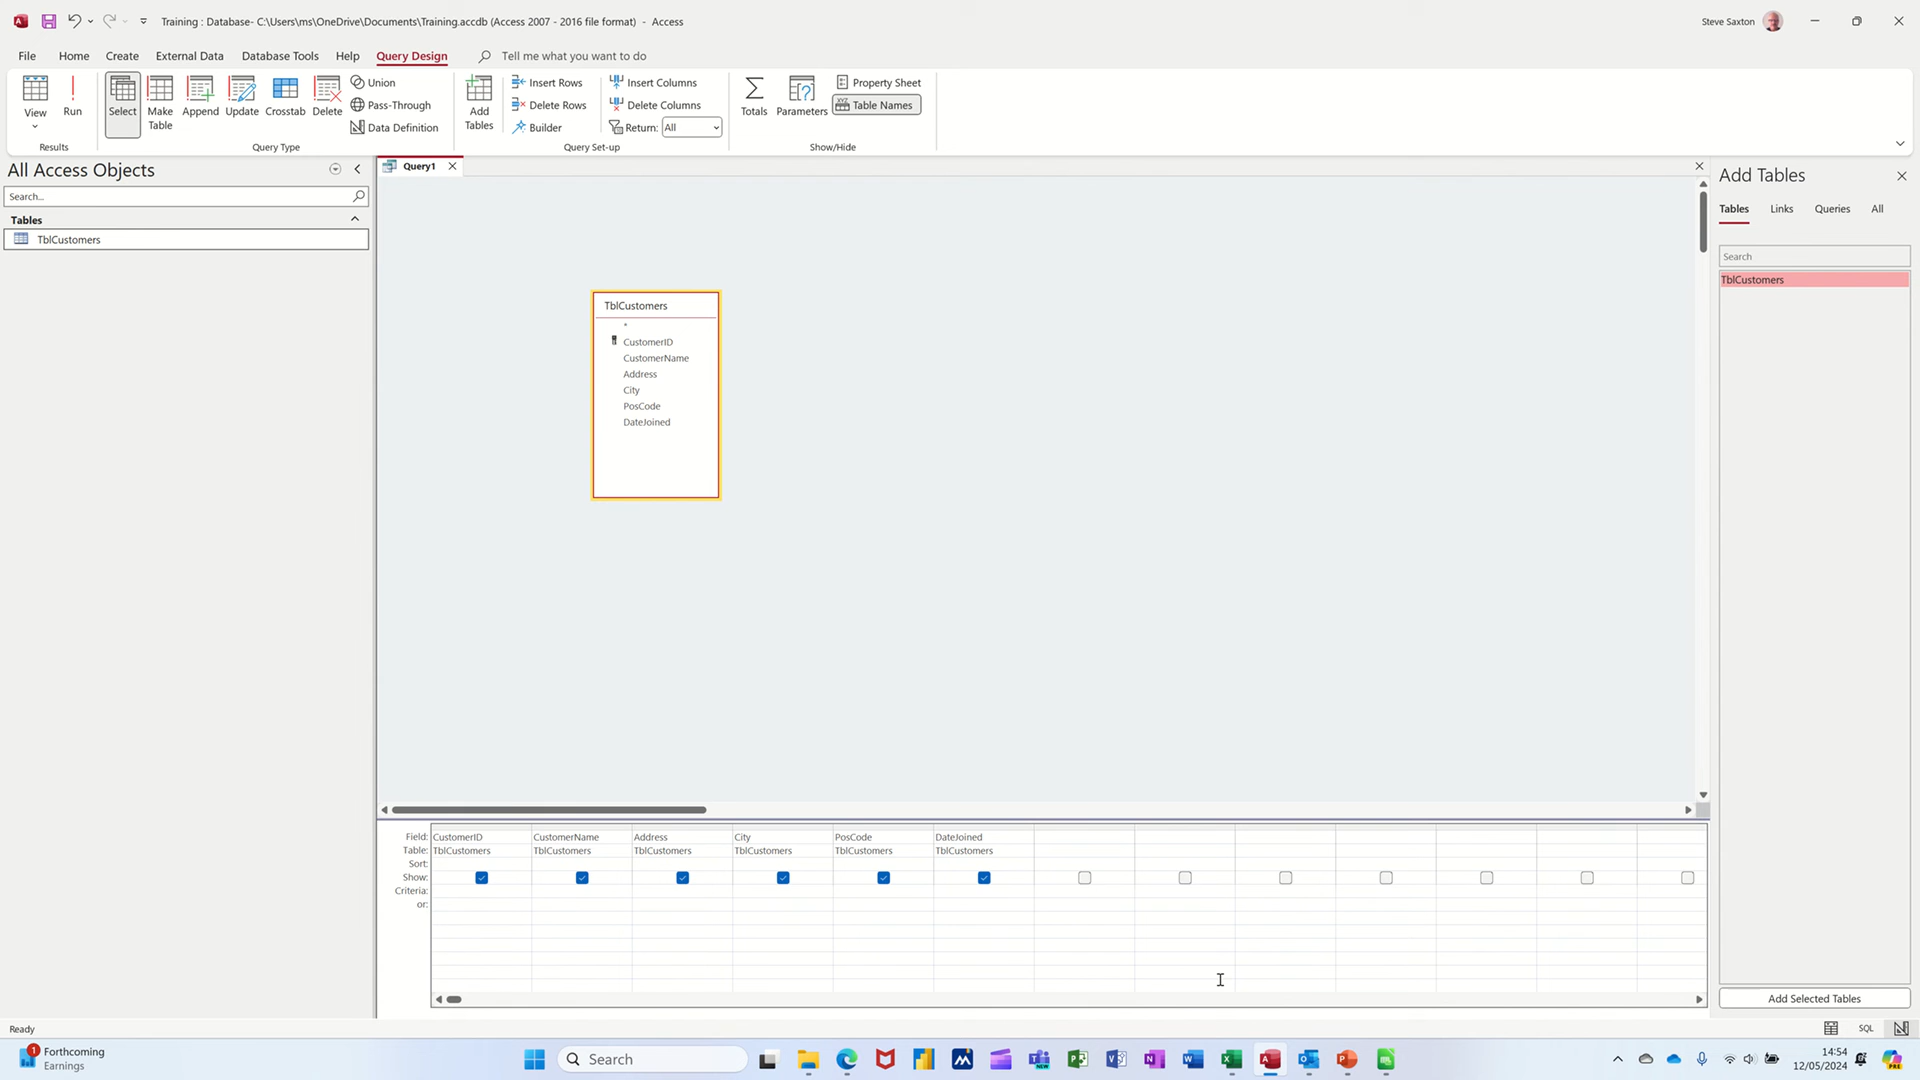 Training : Database- C:\Users\ms\OneDrive\Documents\Training.accdb (Access 2007 - 2016 file format) - Access
Steve Saxton
File Home Create External Data Database Tools Help Query Design Tell me what you want to do
View
Run
Select
Make
Table
Append
Update
Crosstab
Delete
Union
Pass-Through
Data Definition
Add
Tables
Insert Rows
Delete Rows
Builder
Insert Columns
Delete Columns
Return: All
Totals
Parameters
Property Sheet
XYZ Table Names
Results
Query Type
Query Set-up
Show/Hide
All Access Objects
Search...
Tables
TblCustomers
Query1
TblCustomers
*
CustomerID
CustomerName
Address
City
PosCode
DateJoined
Add Tables
Tables Links Queries All
Search
TblCustomers
Add Selected Tables
Field: CustomerID CustomerName Address City PosCode DateJoined
Table: TblCustomers TblCustomers TblCustomers TblCustomers TblCustomers TblCustomers
Sort:
Show:
Criteria:
or:
Ready
SQL
1
Forthcoming
Earnings
Search
NEW
14:54
12/05/2024
PRE